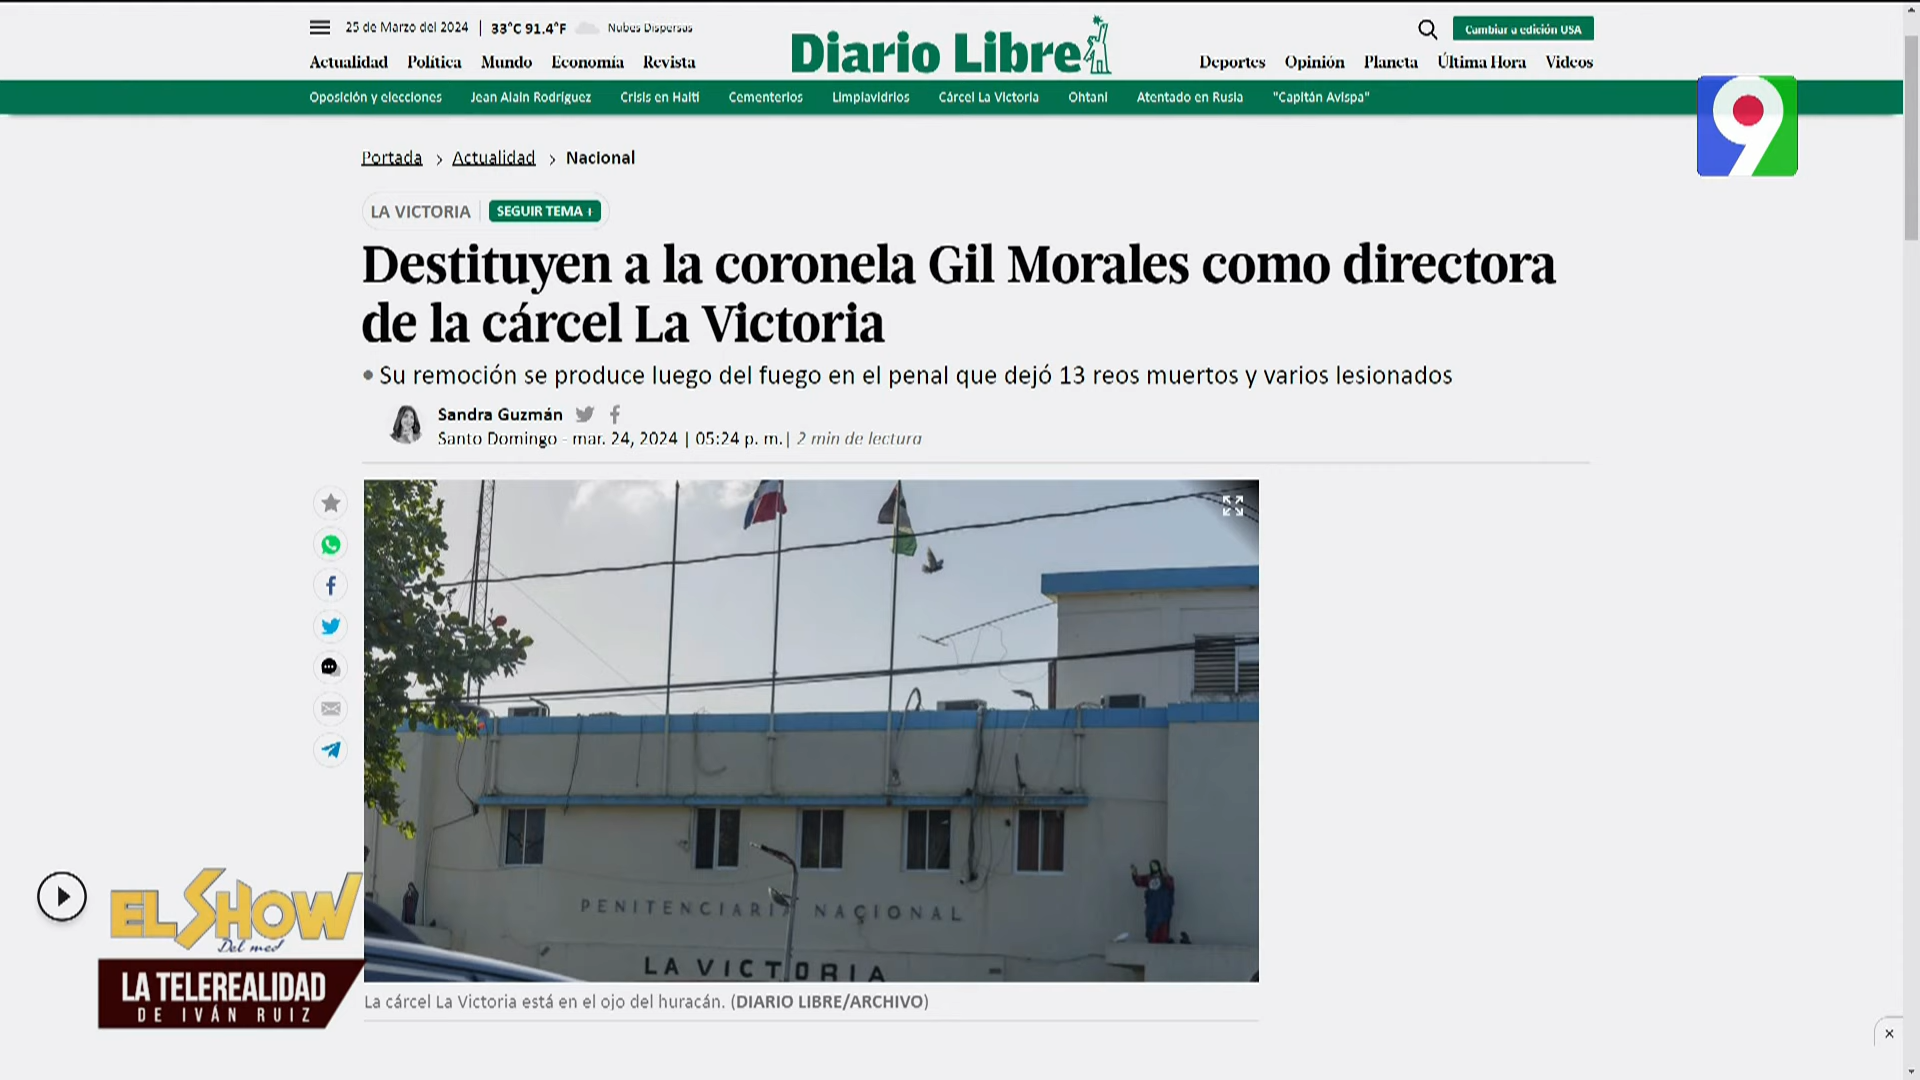 25 de Marzo del 2024 | 33°C 91.4°F Nubes Dispersas
Cambiar a edición USA
Diario Libre
Actualidad Política Mundo Economía Revista
Deportes Opinión Planeta Última Hora Videos
Oposición y elecciones Jean Alain Rodríguez Crisis en Haití Cementerios Limpiavidrios Cárcel La Victoria Ohtani Atentado en Rusia "Capitán Avispa"
9
Portada > Actualidad > Nacional
LA VICTORIA SEGUIR TEMA +
Destituyen a la coronela Gil Morales como directora
de la cárcel La Victoria
• Su remoción se produce luego del fuego en el penal que dejó 13 reos muertos y varios lesionados
Sandra Guzmán
Santo Domingo - mar. 24, 2024 | 05:24 p. m. | 2 min de lectura
PENITENCIARIA NACIONAL
LA VICTORIA
EL SHOW
Del med
LA TELEREALIDAD
DE IVÁN RUIZ
La cárcel La Victoria está en el ojo del huracán. (DIARIO LIBRE/ARCHIVO)